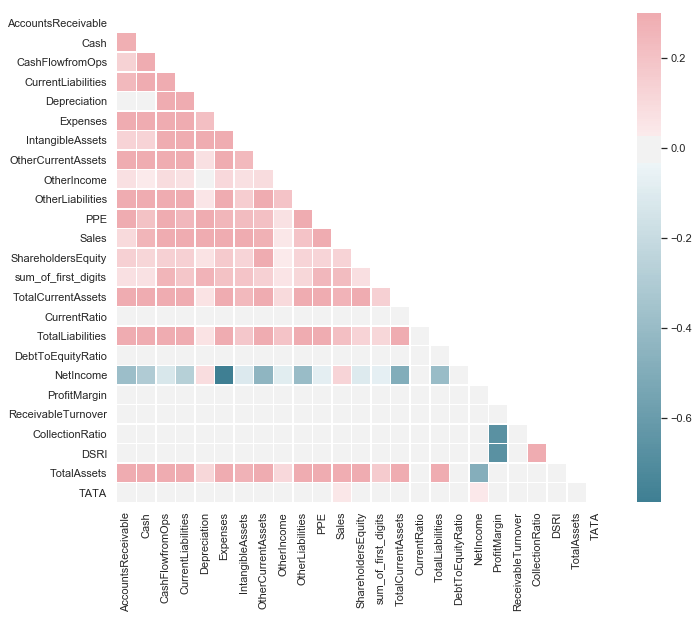 AccountsReceivable
Cash
CashFlowfromOps
CurrentLiabilities
Depreciation
Expenses
IntangibleAssets
OtherCurrentAssets
OtherIncome
OtherLiabilities
PPE
Sales
ShareholdersEquity
sum_of_first_digits
TotalCurrentAssets
CurrentRatio
TotalLiabilities
DebtToEquityRatio
NetIncome
ProfitMargin
ReceivableTurnover
CollectionRatio
DSRI
TotalAssets
TATA
AccountsReceivable
Cash
CashFlowfromOps
CurrentLiabilities
Depreciation
Expenses
IntangibleAssets
OtherCurrentAssets
OtherIncome
OtherLiabilities
PPE
Sales
ShareholdersEquity
sum_of_first_digits
TotalCurrentAssets
CurrentRatio
TotalLiabilities
DebtToEquityRatio
NetIncome
ProfitMargin
ReceivableTurnover
CollectionRatio
DSRI
TotalAssets
TATA
0.2
0.0
−0.2
−0.4
−0.6